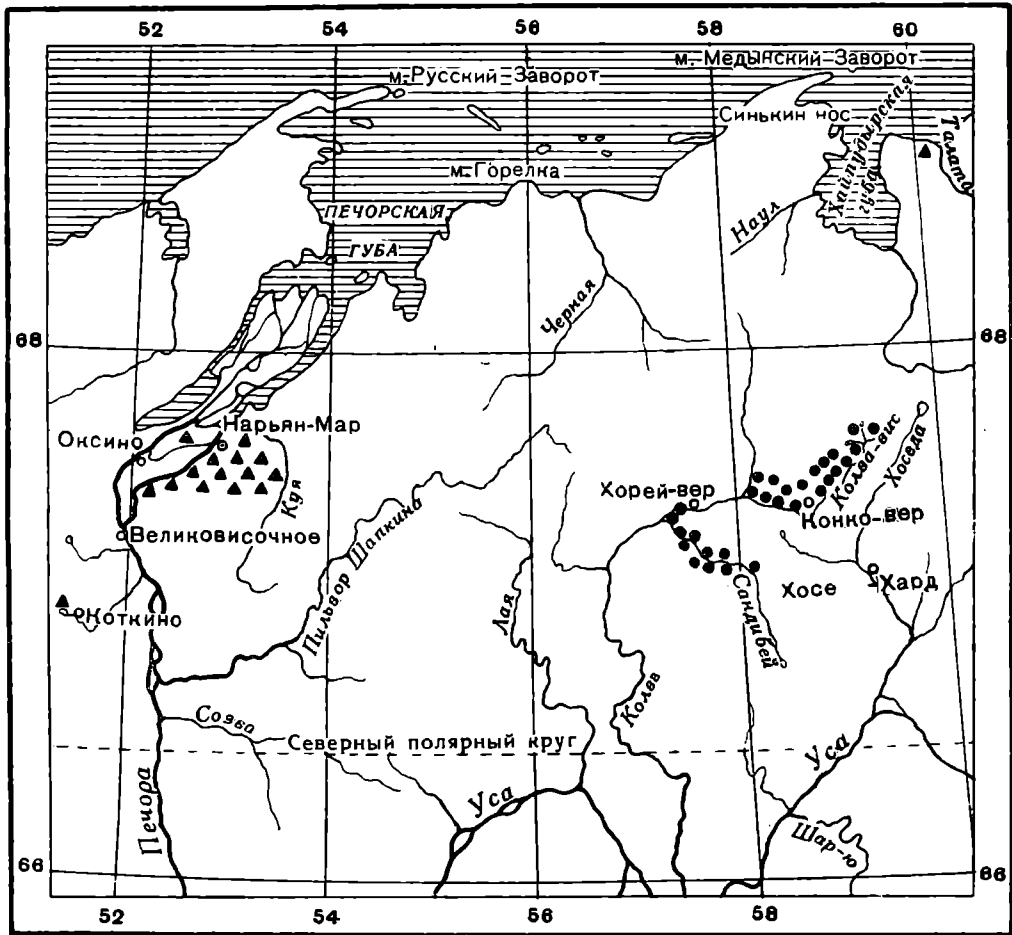 52 54 56 58 60
м. Русский Заворот
м. Медынский Заворот
Синькин нос
Хайпудырская
губа
Талата
м. Горелка
ПЕЧОРСКАЯ
ГУБА
Наул
Черная
68 68
Оксино
Нарьян-Мар
Куя
Великовисочное
Коткино
Пильвор Шапкина
Лая
Хорей-вер
Колва-вис
Хоседа
Конко-вер
Хосе
Хард
Сандивей
Колва
Созва
Северный полярный круг
Печора
Уса
Уса
Шар-ю
66 66
52 54 56 58